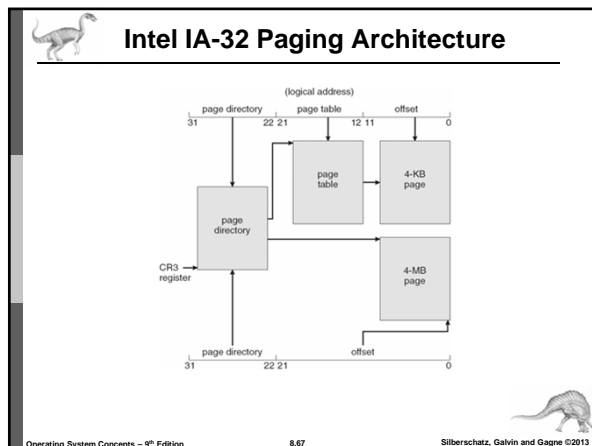 Intel IA-32 Paging Architecture
(logical address)
page directory page table offset
31 22 21 12 11 0
page table
4-KB page
page directory
CR3 register
4-MB page
page directory offset
31 22 21 0
Operating System Concepts – 9th Edition 8.67 Silberschatz, Galvin and Gagne ©2013